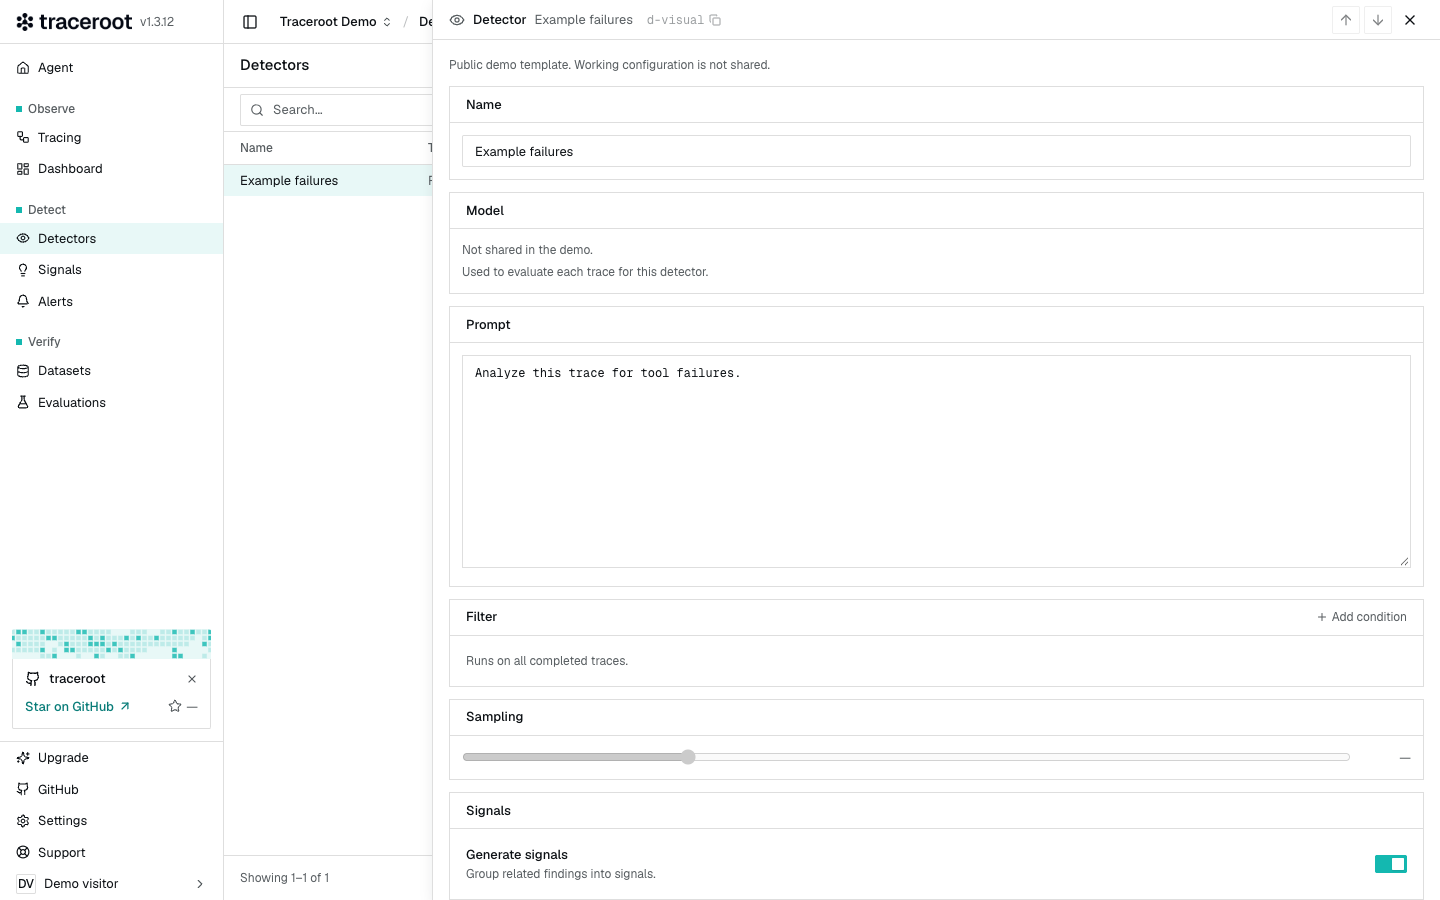 traceroot v1.3.12
Agent
Observe
Tracing
Dashboard
Detect
Detectors
Signals
Alerts
Verify
Datasets
Evaluations
traceroot
Star on GitHub
Upgrade
GitHub
Settings
Support
DV Demo visitor
Traceroot Demo / De
Detectors
Search...
Name T
Example failures
Showing 1–1 of 1
Detector Example failures d-visual
Public demo template. Working configuration is not shared.
Name
Example failures
Model
Not shared in the demo.
Used to evaluate each trace for this detector.
Prompt
Analyze this trace for tool failures.
Filter + Add condition
Runs on all completed traces.
Sampling
—
Signals
Generate signals
Group related findings into signals.